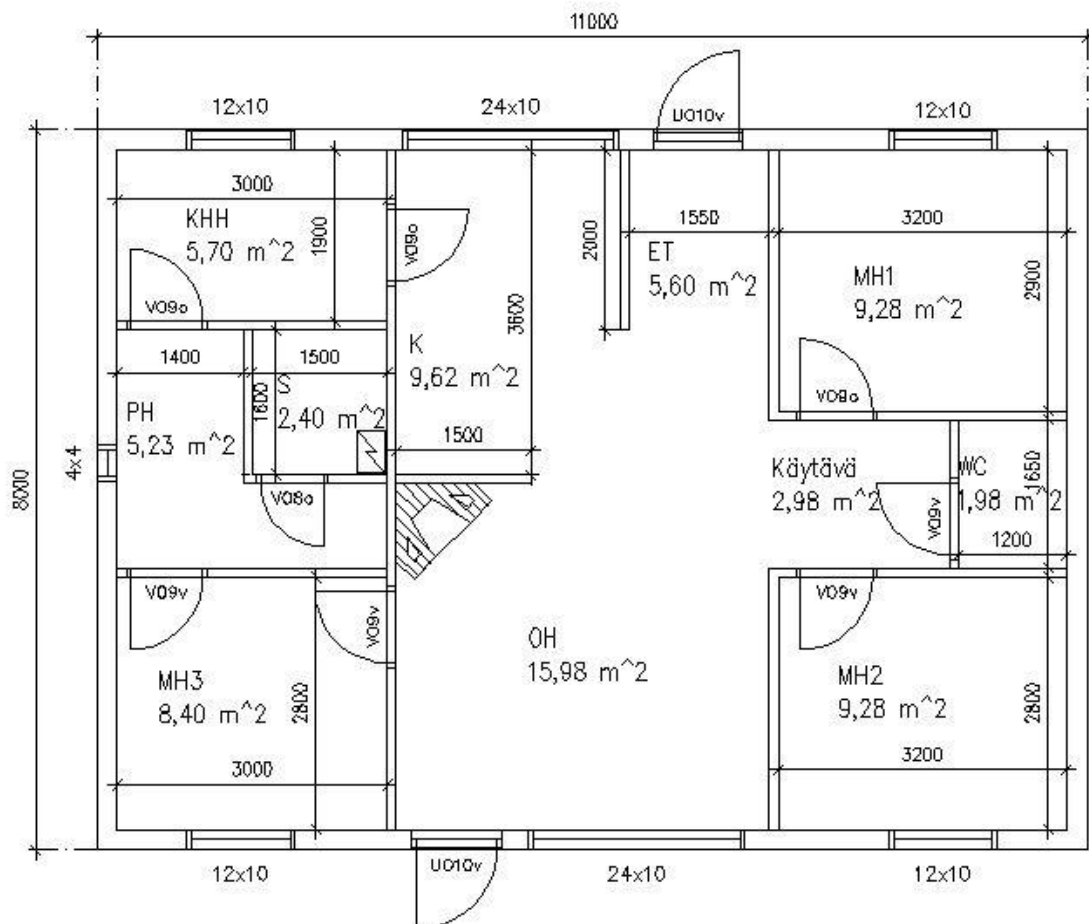 11000
12x10
24x10
UO10v
12x10
3000
KHH
5,70 m^2
1900
VO9o
VO9o
2000
1550
ET
5,60 m^2
3200
MH1
9,28 m^2
2900
3600
K
9,62 m^2
1400
1500
1600
S
2,40 m^2
PH
5,23 m^2
4x4
8000
1500
VO8o
VO9o
Käytävä
2,98 m^2
WC
1,98 m^2
1650
VO9v
1200
VO9v
VO9v
VO9v
OH
15,98 m^2
MH3
8,40 m^2
2800
MH2
9,28 m^2
2800
3000
3200
12x10
UO10v
24x10
12x10